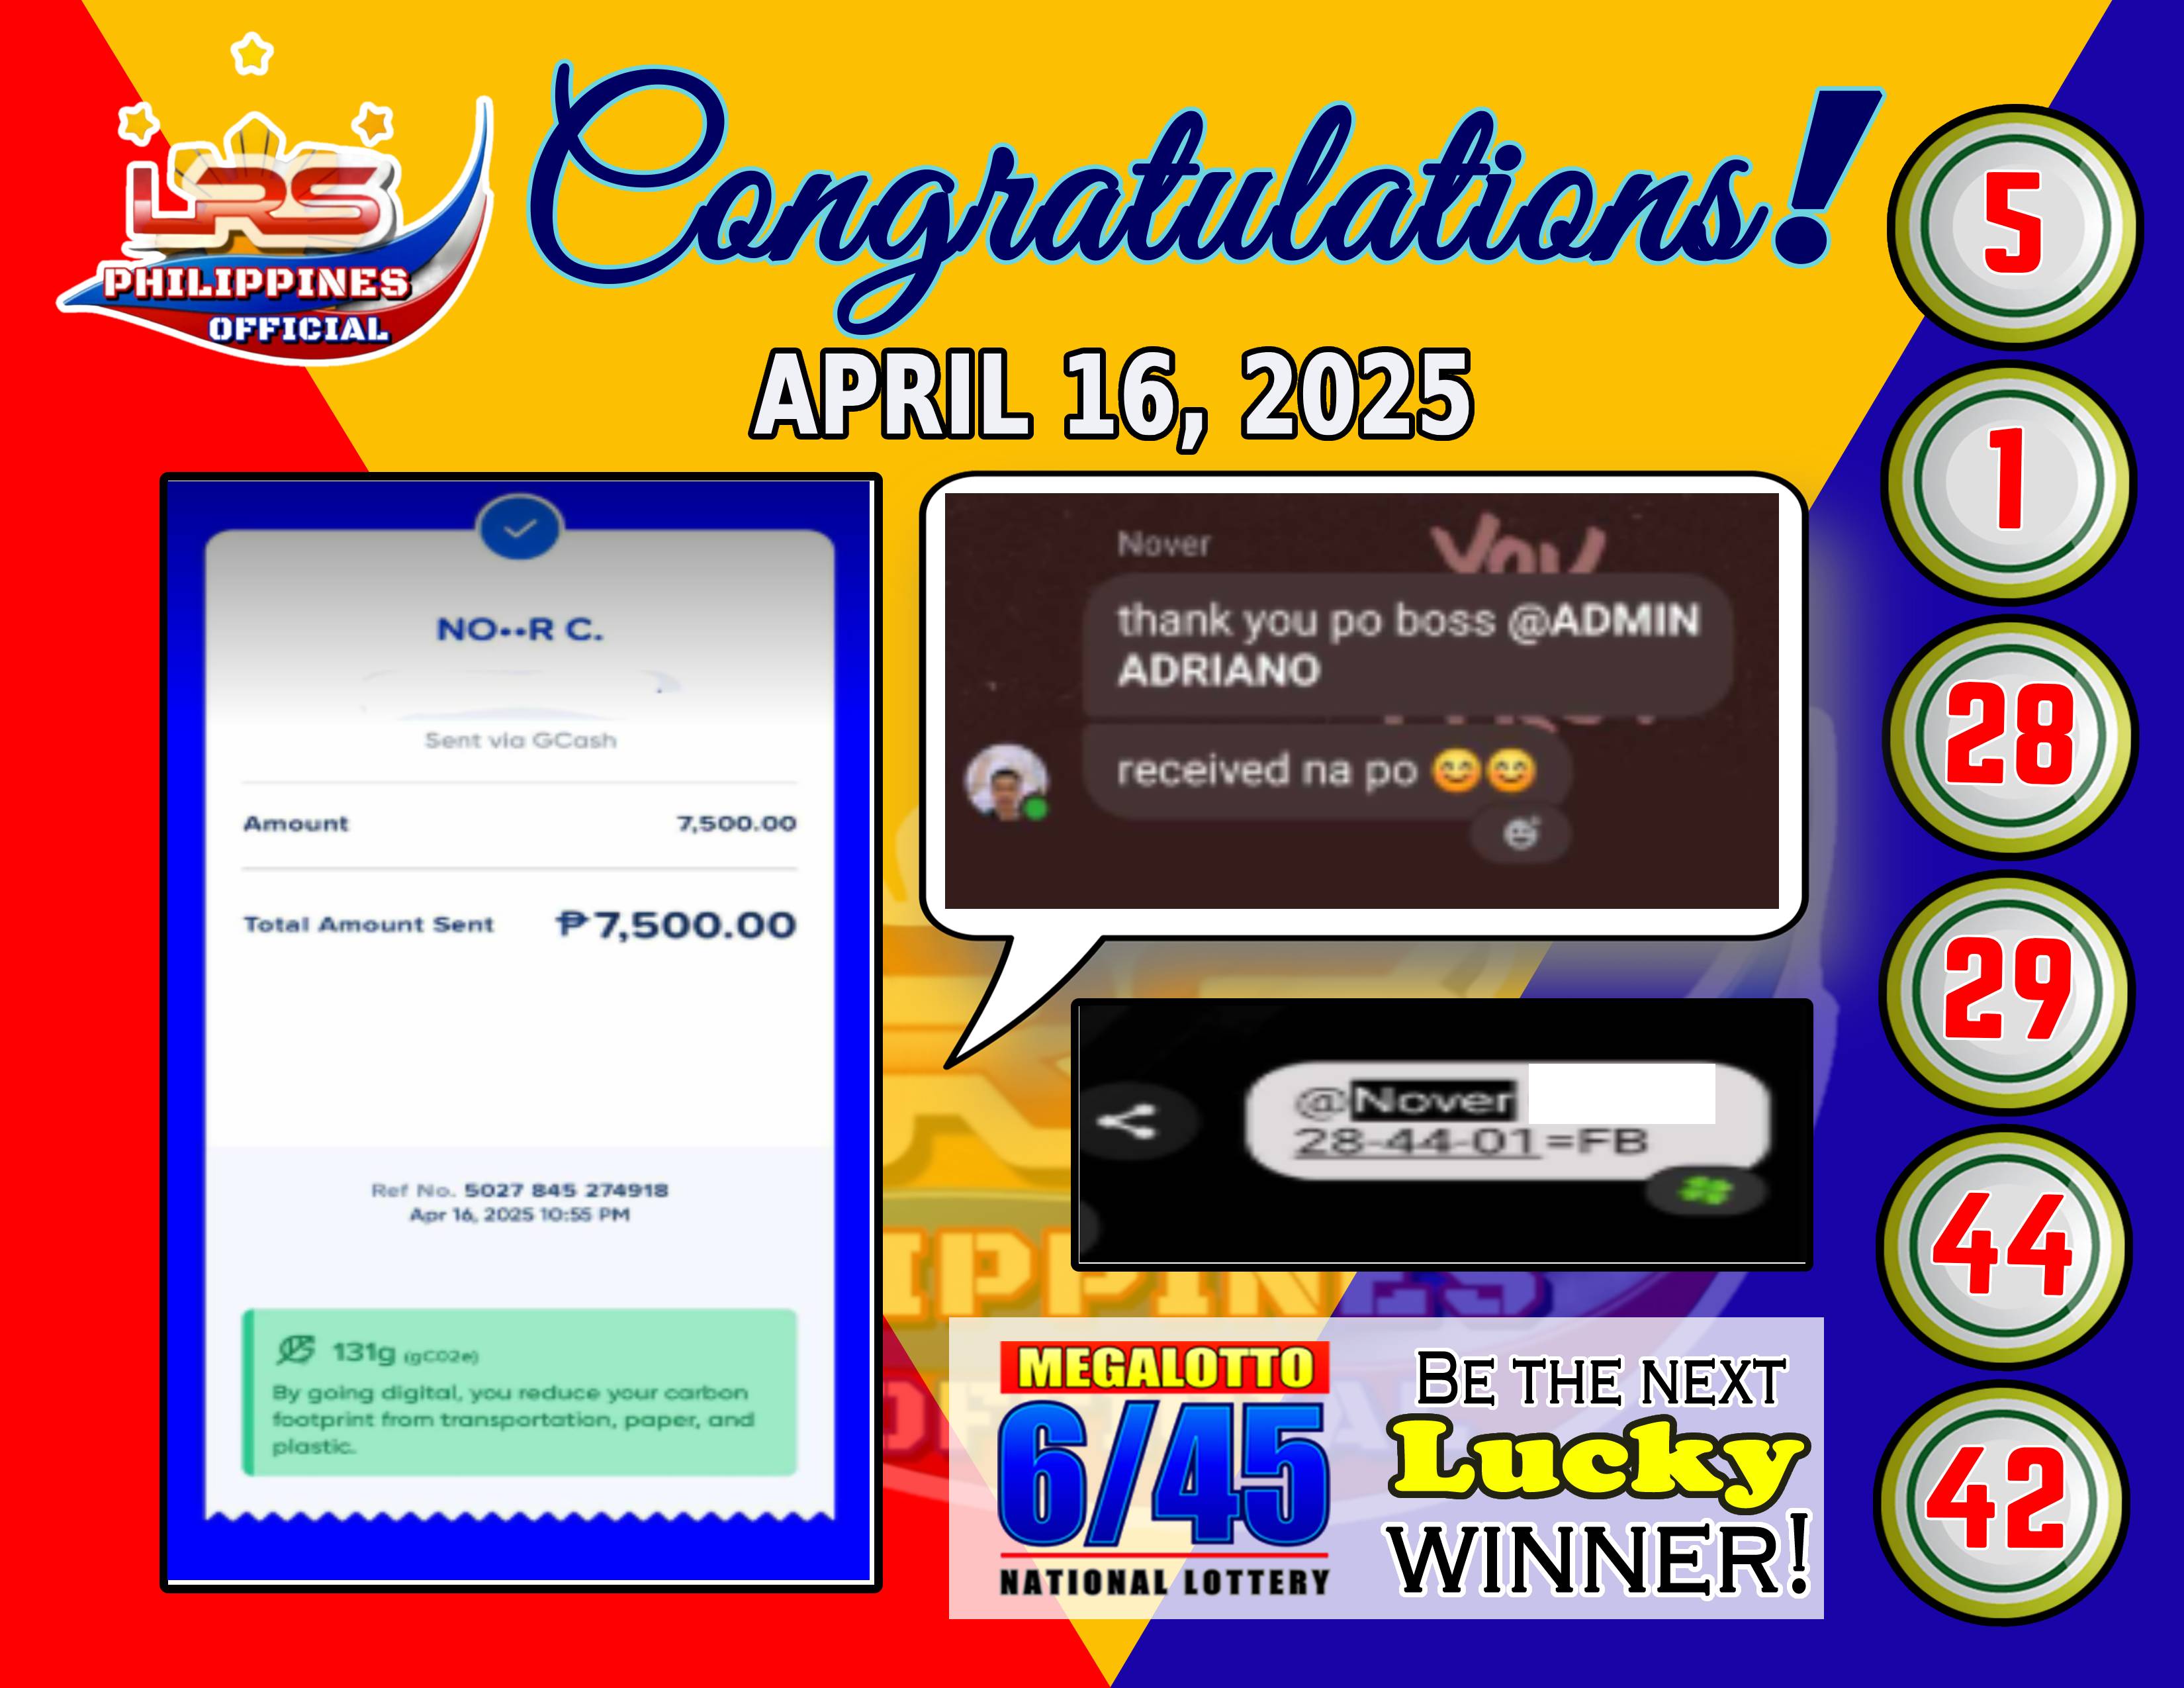 LRS
PHILIPPINES
OFFICIAL
Congratulations!
APRIL 16, 2025
NO••R C.
Sent via GCash
Amount 7,500.00
Total Amount Sent ₱7,500.00
Ref No. 5027 845 274918
Apr 16, 2025 10:55 PM
131g (gCO2e)
By going digital, you reduce your carbon
footprint from transportation, paper, and
plastic.
Nover
YOU
thank you po boss @ADMIN
ADRIANO
received na po 😊😊
@Nover
28-44-01=FB
MEGALOTTO
6/45
NATIONAL LOTTERY
BE THE NEXT
Lucky
WINNER!
5
1
28
29
44
42